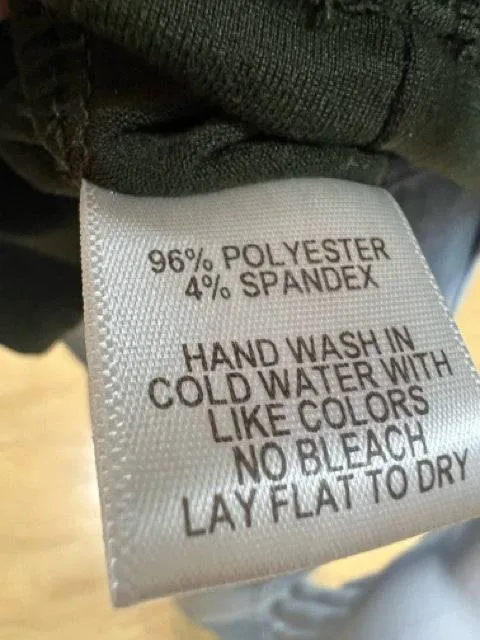 96% POLYESTER
4% SPANDEX
HAND WASH IN
COLD WATER WITH
LIKE COLORS
NO BLEACH
LAY FLAT TO DRY